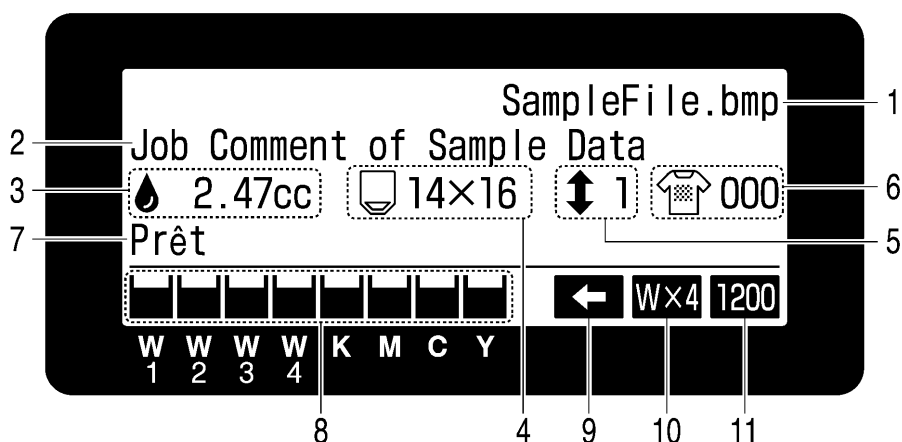 SampleFile.bmp 1
2 Job Comment of Sample Data
3 2.47cc 14×16 1 000 6
7 Prêt 5
W×4 1200
W W W W K M C Y
1 2 3 4
8 4 9 10 11